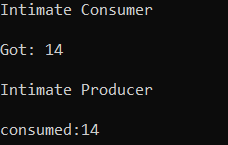 Intimate Consumer
Got: 14
Intimate Producer
consumed:14